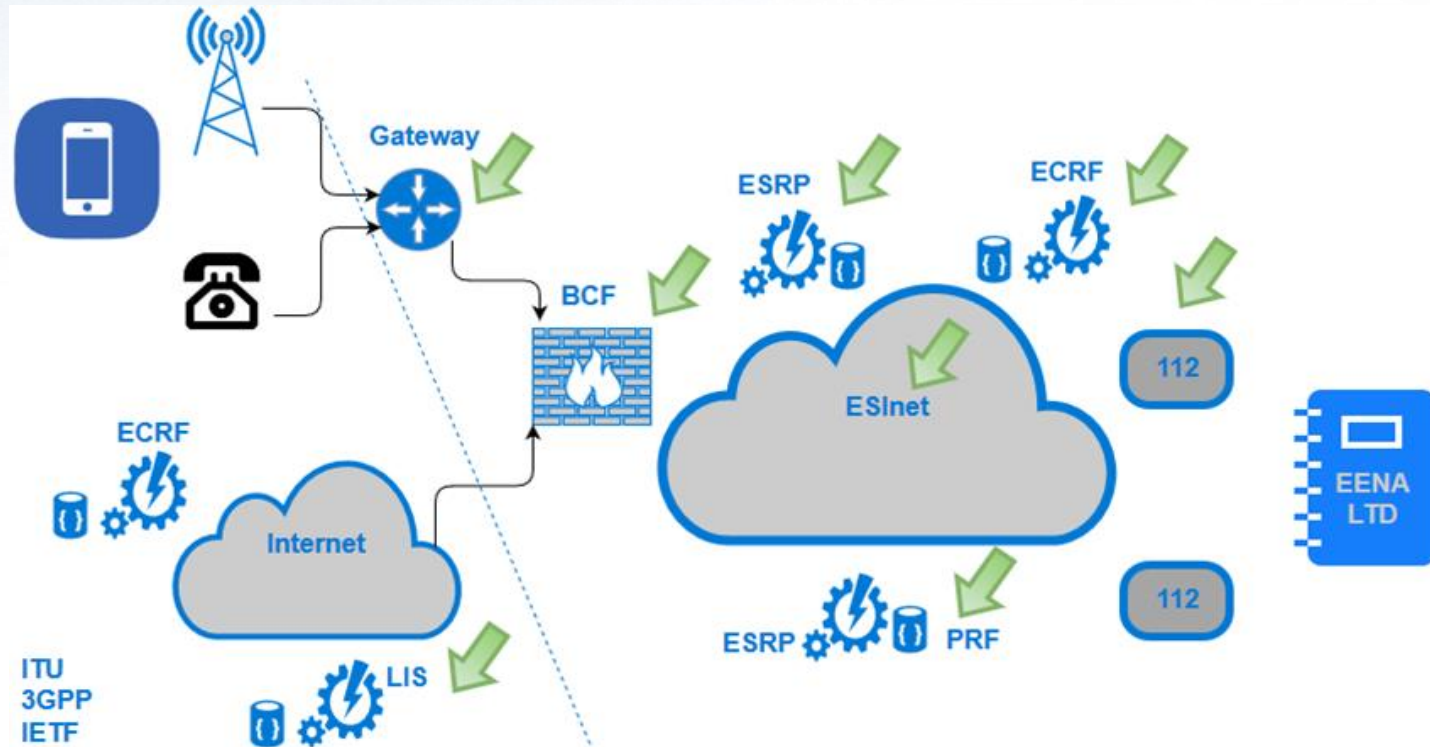 Gateway
ESRP
ECRF
BCF
112
ESInet
ECRF
EENA
LTD
Internet
112
ESRP
PRF
LIS
ITU
3GPP
IETF